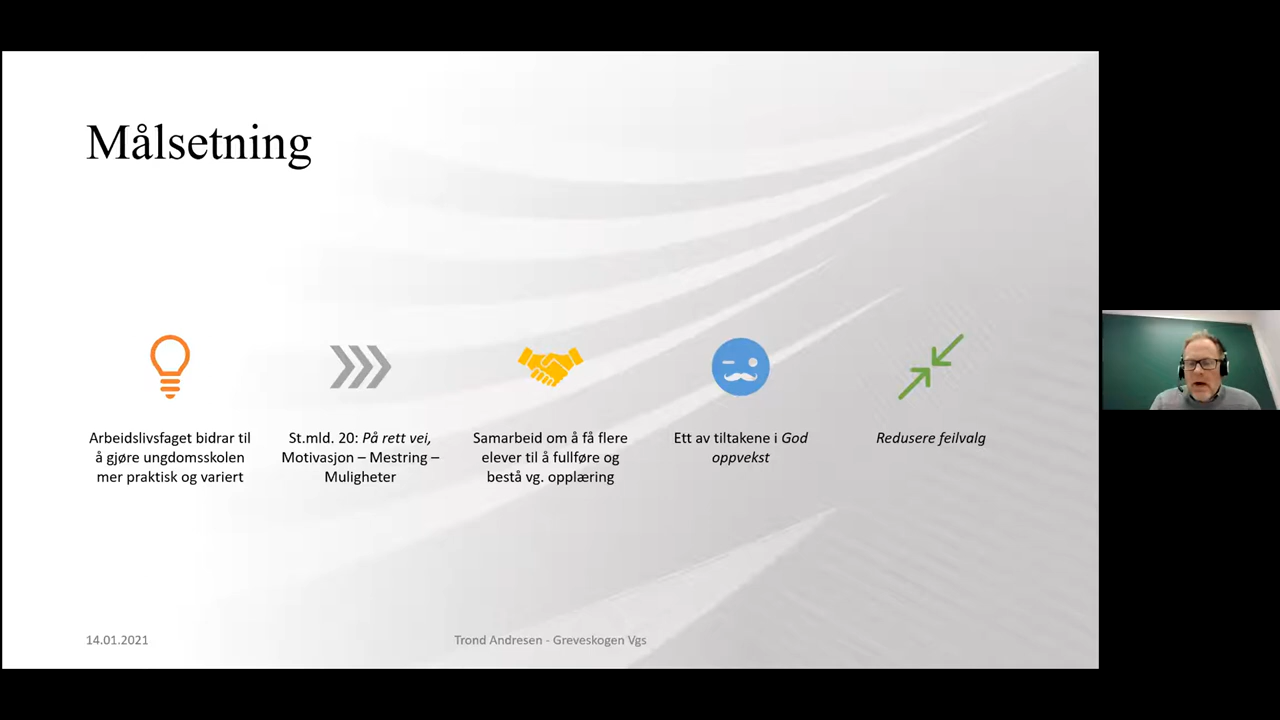 Målsetning
Arbeidslivsfaget bidrar til
å gjøre ungdomsskolen
mer praktisk og variert
St.mld. 20: På rett vei,
Motivasjon – Mestring –
Muligheter
Samarbeid om å få flere
elever til å fullføre og
bestå vg. opplæring
Ett av tiltakene i God
oppvekst
Redusere feilvalg
14.01.2021
Trond Andresen - Greveskogen Vgs